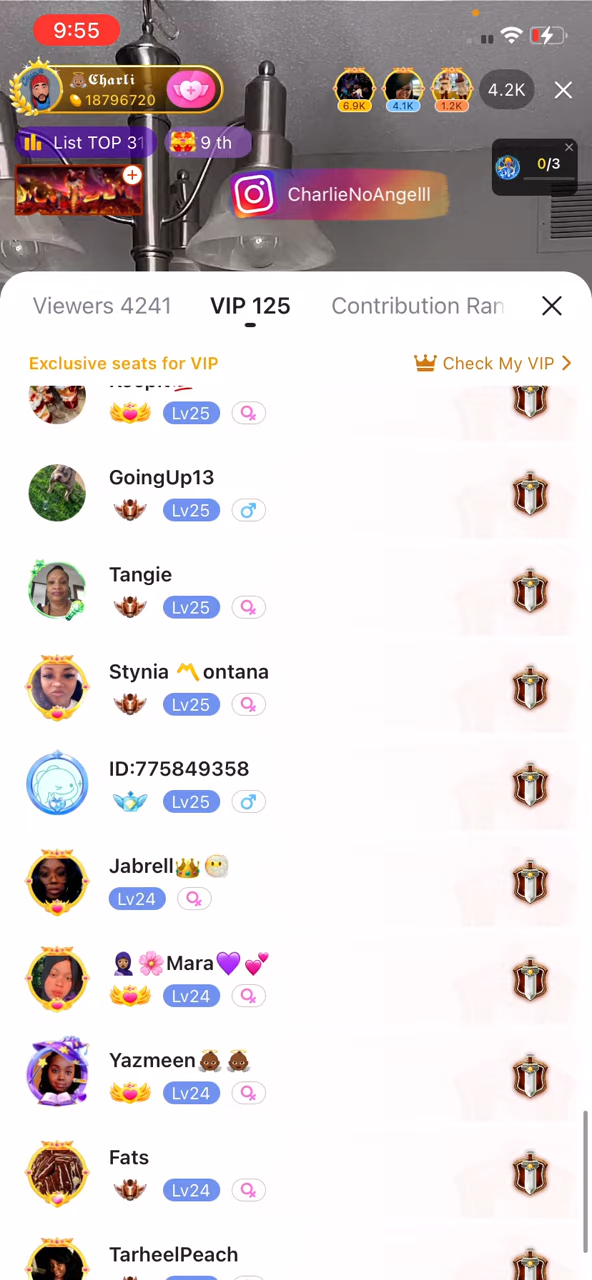 9:55
ℭ𝔥𝔞𝔯𝔩𝔦
18796720
6.9K
4.1K
1.2K
4.2K
List TOP 31
9 th
0/3
CharlieNoAngelll
Viewers 4241
VIP 125
Contribution Ran
Exclusive seats for VIP
Check My VIP
Lv25
GoingUp13
Lv25
Tangie
Lv25
Stynia 〽️ontana
Lv25
ID:775849358
Lv25
Jabrell👑😶‍🌫️
Lv24
🧕🏾🌸Mara💜💕
Lv24
Yazmeen👼🏾👼🏾
Lv24
Fats
Lv24
TarheelPeach